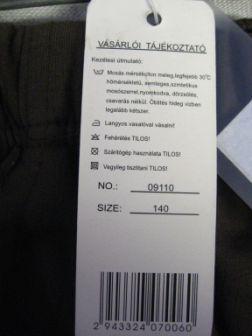 VÁSÁRLÓI TÁJÉKOZTATÓ
Kezelési útmutató:
Mosás mérsékelten meleg,legfeljebb 30°C
hőmérsékletű, semleges,szintetikus
mosószerrel,nyomkodva, dörzsölés,
csavarás nélkül. Öblítés hideg vízben
legalább kétszer.
Langyos vasalóval vasalni!
Fehérítés TILOS!
Szárítógép használata TILOS!
Vegyileg tisztítani TILOS!
NO.: 09110
SIZE: 140
2 943324 070060